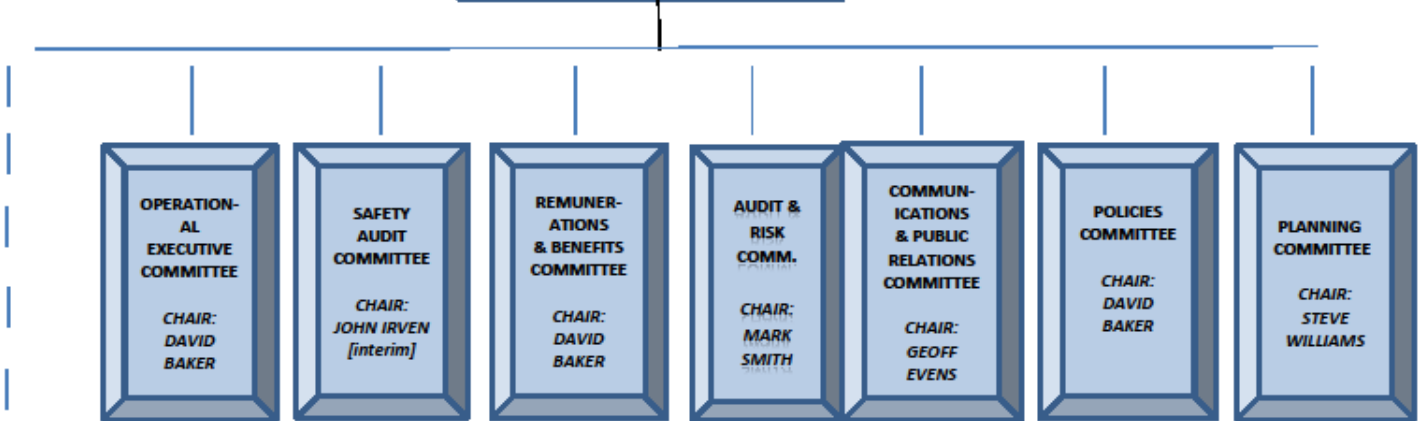 OPERATION-
AL
EXECUTIVE
COMMITTEE
CHAIR:
DAVID
BAKER
SAFETY
AUDIT
COMMITTEE
CHAIR:
JOHN IRVEN
[interim]
REMUNER-
ATIONS
& BENEFITS
COMMITTEE
CHAIR:
DAVID
BAKER
AUDIT &
RISK
COMM.
CHAIR:
MARK
SMITH
COMMUN-
ICATIONS
& PUBLIC
RELATIONS
COMMITTEE
CHAIR:
GEOFF
EVENS
POLICIES
COMMITTEE
CHAIR:
DAVID
BAKER
PLANNING
COMMITTEE
CHAIR:
STEVE
WILLIAMS